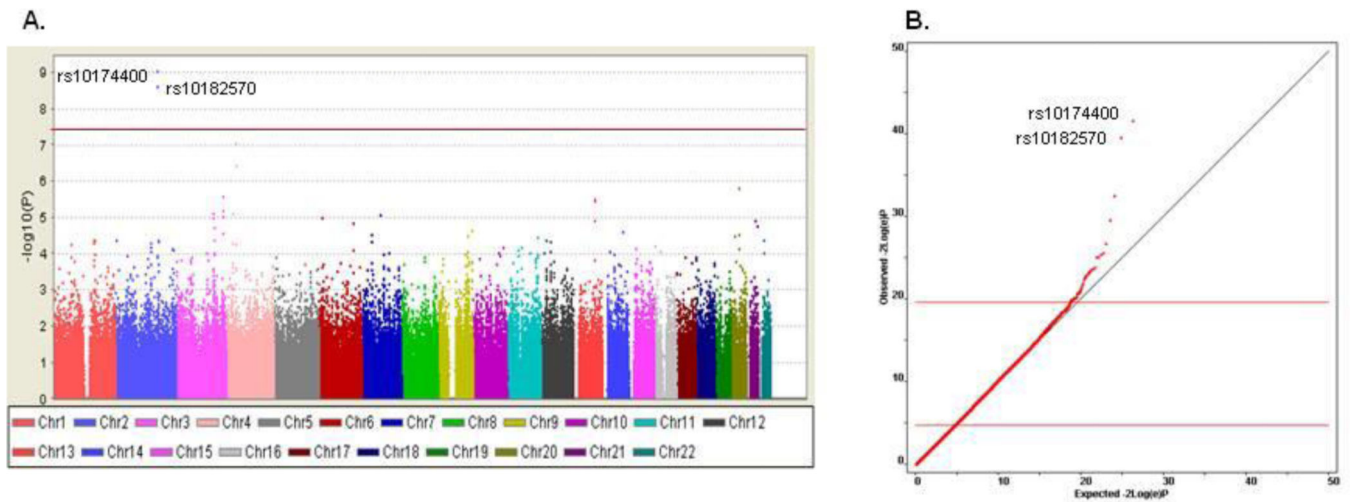 A.
-log10(P)
9
8
7
6
5
4
3
2
1
0
rs10174400
rs10182570
Chr1 Chr2 Chr3 Chr4 Chr5 Chr6 Chr7 Chr8 Chr9 Chr10 Chr11 Chr12
Chr13 Chr14 Chr15 Chr16 Chr17 Chr18 Chr19 Chr20 Chr21 Chr22
B.
Observed -2Log(e)P
50
40
30
20
10
0
rs10174400
rs10182570
0 10 20 30 40 50
Expected -2Log(e)P